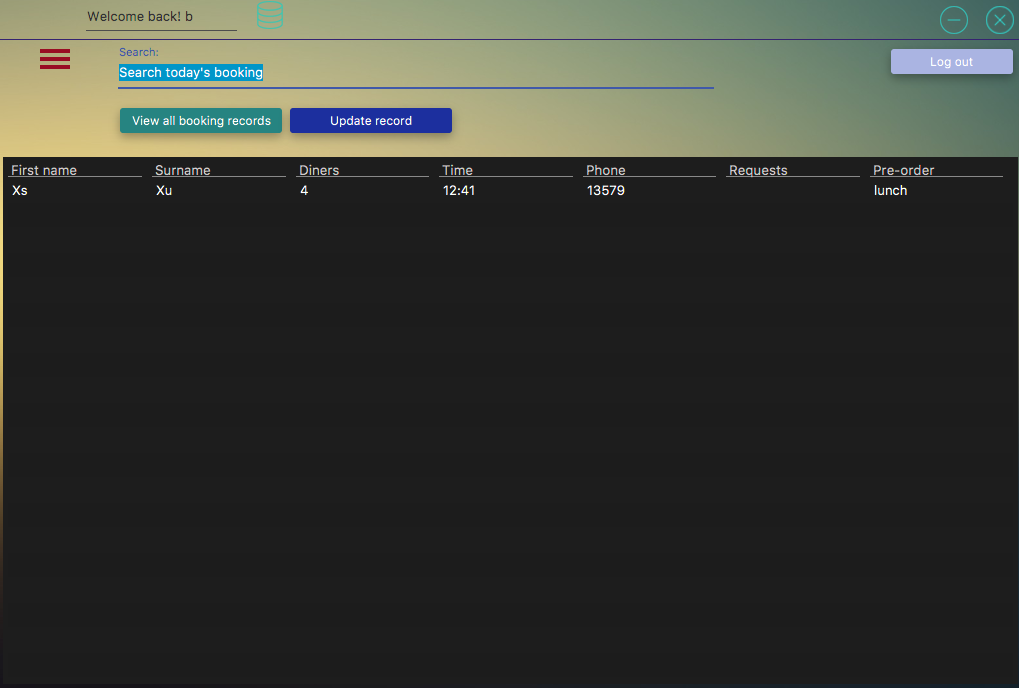 Welcome back! b
Search:
Search today's booking
Log out
View all booking records Update record
First name Surname Diners Time Phone Requests Pre-order
Xs Xu 4 12:41 13579 lunch